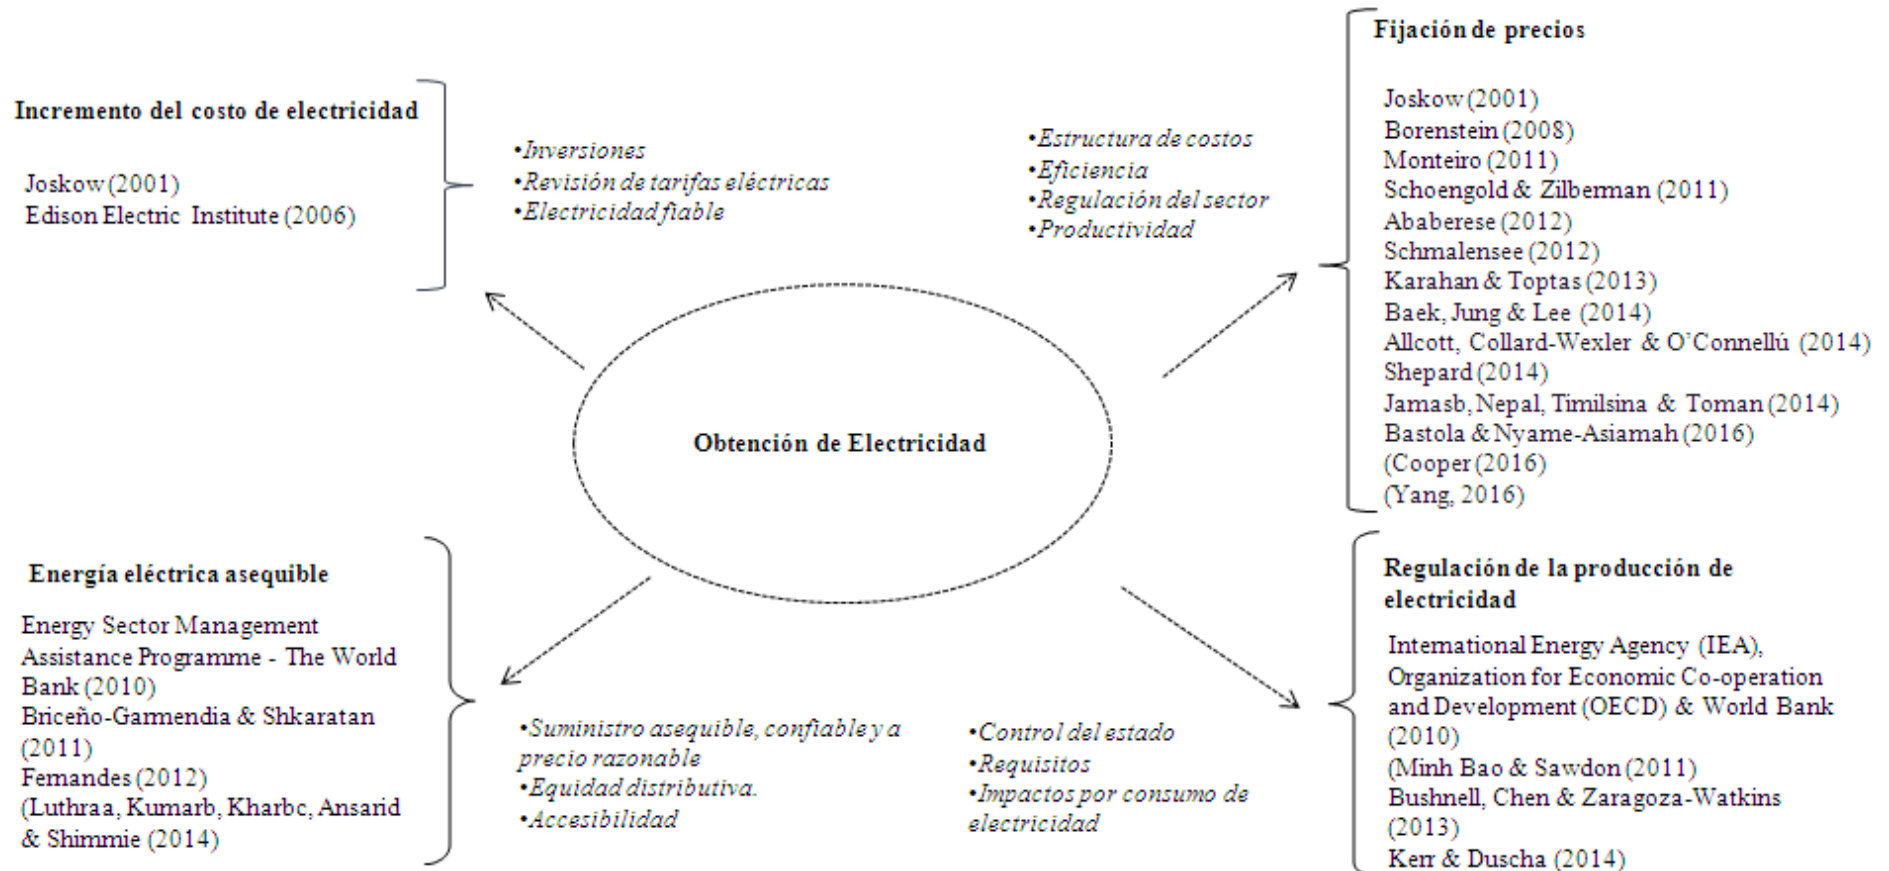 Incremento del costo de electricidad
Joskow (2001)
Edison Electric Institute (2006)
•Inversiones
•Revisión de tarifas eléctricas
•Electricidad fiable
•Estructura de costos
•Eficiencia
•Regulación del sector
•Productividad
Fijación de precios
Joskow (2001)
Borenstein (2008)
Monteiro (2011)
Schoengold & Zilberman (2011)
Ababerese (2012)
Schmalensee (2012)
Karahan & Toptas (2013)
Baek, Jung & Lee (2014)
Allcott, Collard-Wexler & O’Connellú (2014)
Shepard (2014)
Jamasb, Nepal, Timilsina & Toman (2014)
Bastola & Nyame-Asiamah (2016)
(Cooper (2016)
(Yang, 2016)
Obtención de Electricidad
Energía eléctrica asequible
Energy Sector Management
Assistance Programme - The World
Bank (2010)
Briceño-Garmendia & Shkaratan
(2011)
Fernandes (2012)
(Luthraa, Kumarb, Kharbc, Ansarid
& Shimmie (2014)
•Suministro asequible, confiable y a
precio razonable
•Equidad distributiva.
•Accesibilidad
•Control del estado
•Requisitos
•Impactos por consumo de
electricidad
Regulación de la producción de
electricidad
International Energy Agency (IEA),
Organization for Economic Co-operation
and Development (OECD) & World Bank
(2010)
(Minh Bao & Sawdon (2011)
Bushnell, Chen & Zaragoza-Watkins
(2013)
Kerr & Duscha (2014)